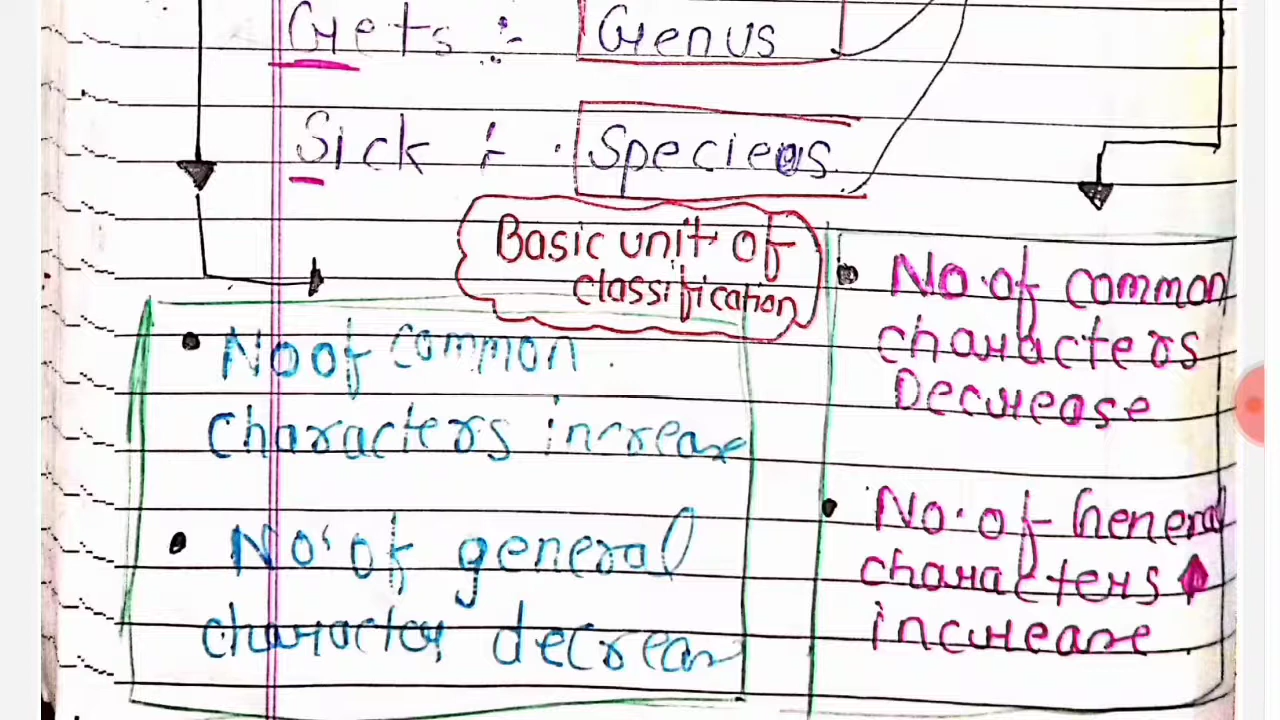 Gets :- Genus
Sick :- Species
Basic unit of
classification
No of common
characters increase
No. of general
character decrease
No. of common
characters
Decrease
No. of General
characters
increase